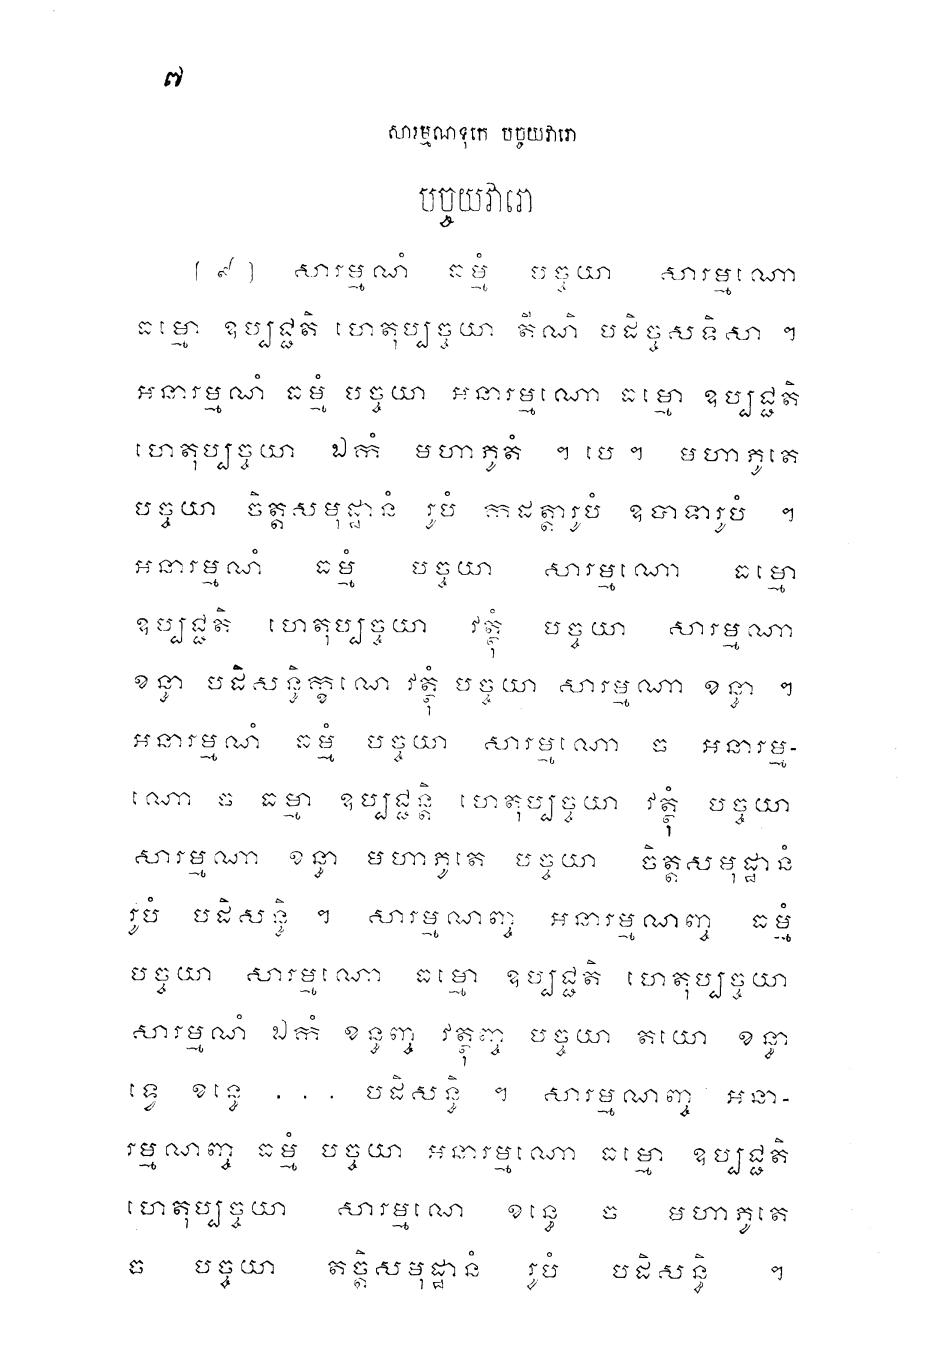 ៧
សារម្មណទុកេ បច្ចយវារោ
បច្ចយវារោ
(៩) សារម្មណំ ធម្មំ បច្ចយា សារម្មណោ
ធម្មោ ឧប្បជ្ជតិ ហេតុប្បច្ចយា តីណិ បដិច្ចសទិសា ។
អនារម្មណំ ធម្មំ បច្ចយា អនារម្មណោ ធម្មោ ឧប្បជ្ជតិ
ហេតុប្បច្ចយា ឯកំ មហាភូតំ ។បេ។ មហាភូតេ
បច្ចយា ចិត្តសមុដ្ឋានំ រូបំ កដត្តារូបំ ឧបាទារូបំ ។
អនារម្មណំ ធម្មំ បច្ចយា សារម្មណោ ធម្មោ
ឧប្បជ្ជតិ ហេតុប្បច្ចយា វត្ថុំ បច្ចយា សារម្មណា
ខន្ធា បដិសន្ធិក្ខណេ វត្ថុំ បច្ចយា សារម្មណា ខន្ធា ។
អនារម្មណំ ធម្មំ បច្ចយា សារម្មណោ ច អនារម្ម-
ណោ ច ធម្មា ឧប្បជ្ជន្តិ ហេតុប្បច្ចយា វត្ថុំ បច្ចយា
សារម្មណា ខន្ធា មហាភូតេ បច្ចយា ចិត្តសមុដ្ឋានំ
រូបំ បដិសន្ធិ ។ សារម្មណញ្ច អនារម្មណញ្ច ធម្មំ
បច្ចយា សារម្មណោ ធម្មោ ឧប្បជ្ជតិ ហេតុប្បច្ចយា
សារម្មណំ ឯកំ ខន្ធញ្ច វត្ថុញ្ច បច្ចយា តយោ ខន្ធា
ទ្វេ ខន្ធេ . . . បដិសន្ធិ ។ សារម្មណញ្ច អនា-
រម្មណញ្ច ធម្មំ បច្ចយា អនារម្មណោ ធម្មោ ឧប្បជ្ជតិ
ហេតុប្បច្ចយា សារម្មណេ ខន្ធេ ច មហាភូតេ
ច បច្ចយា តច្តិសមុដ្ឋានំ រូបំ បដិសន្ធិ ។